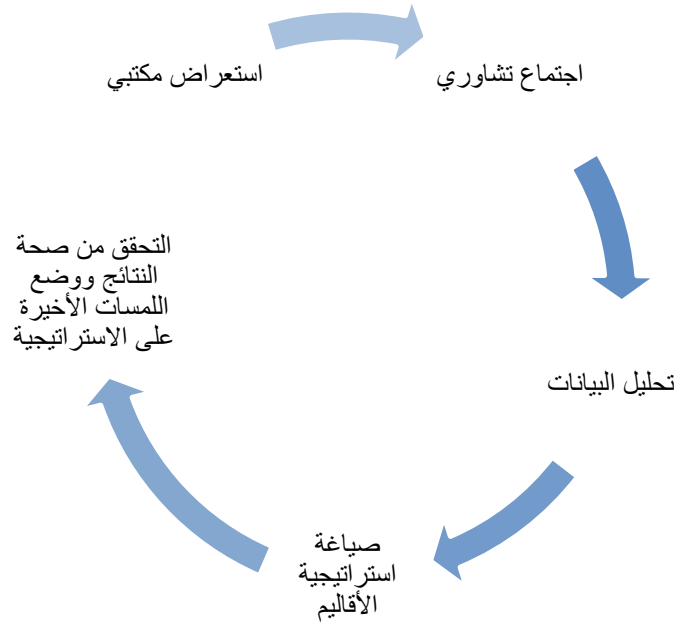 استعراض مكتبي
اجتماع تشاوري
تحليل البيانات
صياغة
استراتيجية
الأقاليم
التحقق من صحة
النتائج ووضع
اللمسات الأخيرة
على الاستراتيجية